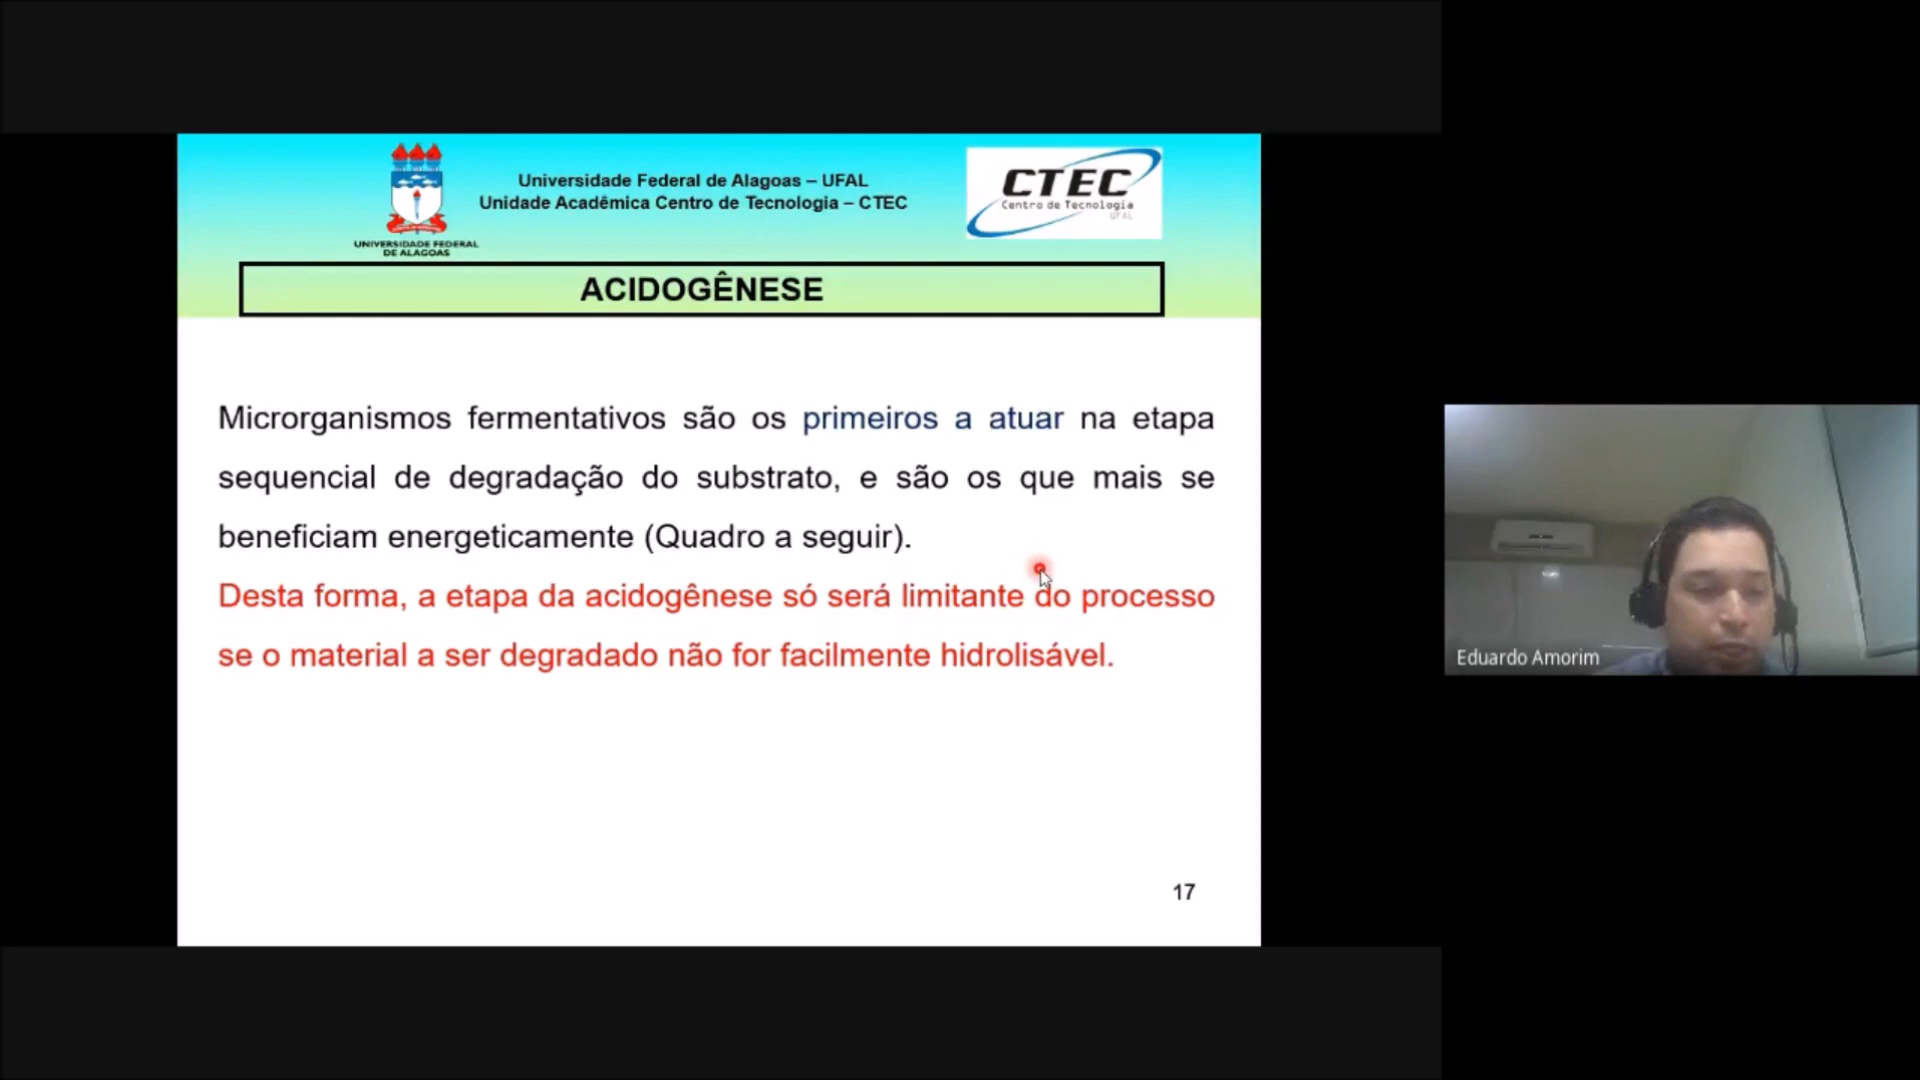 Universidade Federal de Alagoas – UFAL
Unidade Acadêmica Centro de Tecnologia – CTEC
UNIVERSIDADE FEDERAL
DE ALAGOAS
CTEC
Centro de Tecnologia
UFAL
ACIDOGÊNESE
Microrganismos fermentativos são os primeiros a atuar na etapa
sequencial de degradação do substrato, e são os que mais se
beneficiam energeticamente (Quadro a seguir).
Desta forma, a etapa da acidogênese só será limitante do processo
se o material a ser degradado não for facilmente hidrolisável.
17
Eduardo Amorim